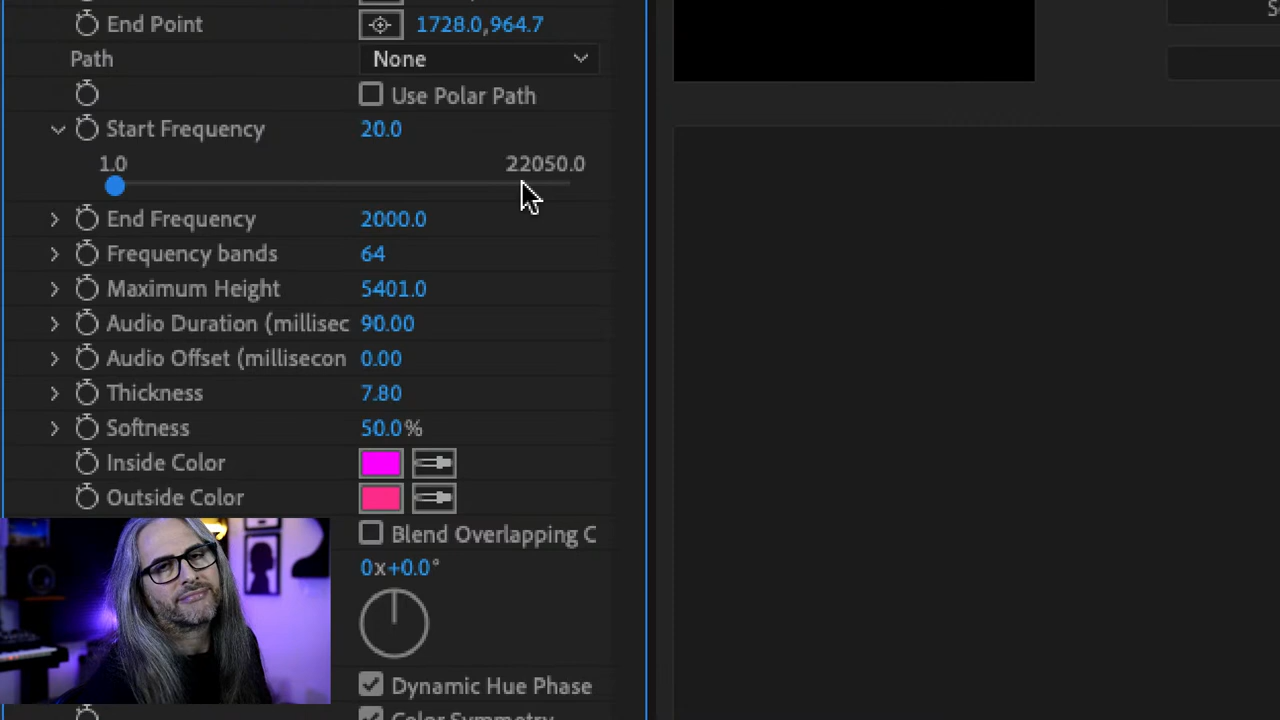 End Point 1728.0,964.7
Path None
Use Polar Path
Start Frequency 20.0
1.0 22050.0
End Frequency 2000.0
Frequency bands 64
Maximum Height 5401.0
Audio Duration (millisec 90.00
Audio Offset (millisecon 0.00
Thickness 7.80
Softness 50.0%
Inside Color
Outside Color
Blend Overlapping C
0x+0.0°
Dynamic Hue Phase
Color Symmetry